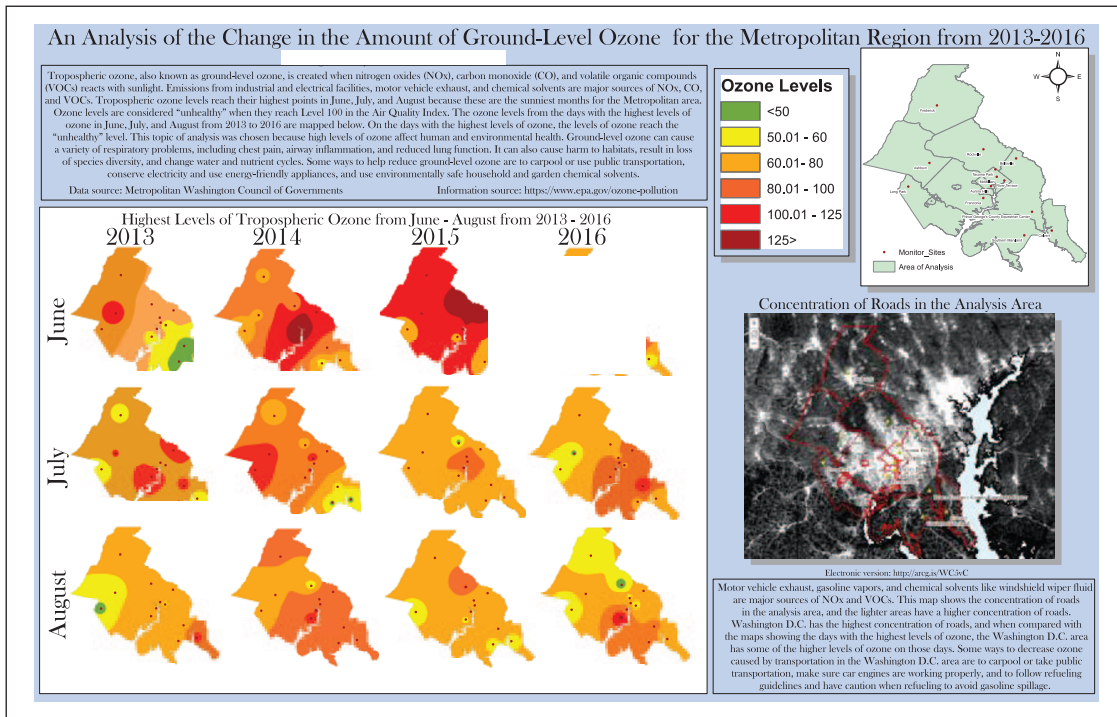 An Analysis of the Change in the Amount of Ground-Level Ozone for the Metropolitan Region from 2013-2016
Tropospheric ozone, also known as ground-level ozone, is created when nitrogen oxides (NOx), carbon monoxide (CO), and volatile organic compounds
(VOCs) reacts with sunlight. Emissions from industrial and electrical facilities, motor vehicle exhaust, and chemical solvents are major sources of NOx, CO,
and VOCs. Tropospheric ozone levels reach their highest points in June, July, and August because these are the sunniest months for the Metropolitan area.
Ozone levels are considered "unhealthy" when they reach Level 100 in the Air Quality Index. The ozone levels from the days with the highest levels of
ozone in June, July, and August from 2013 to 2016 are mapped below. On the days with the highest levels of ozone, the levels of ozone reach the
"unhealthy" level. This topic of analysis was chosen because high levels of ozone affect human and environmental health. Ground-level ozone can cause
a variety of respiratory problems, including chest pain, airway inflammation, and reduced lung function. It can also cause harm to habitats, result in loss
of species diversity, and change water and nutrient cycles. Some ways to help reduce ground-level ozone are to carpool or use public transportation,
conserve electricity and use energy-friendly appliances, and use environmentally safe household and garden chemical solvents.
Data source: Metropolitan Washington Council of Governments Information source: https://www.epa.gov/ozone-pollution
Ozone Levels
<50
50.01 - 60
60.01- 80
80.01 - 100
100.01 - 125
125>
N
W E
S
Frederick
Rockville
Beltsville
Takoma Park
Ashburn
Long Park
River Terrace
Aurora Hills
Franconia
Prince George's County Equestrian Center
Southern Maryland
Calvert
Monitor_Sites
Area of Analysis
Highest Levels of Tropospheric Ozone from June - August from 2013 - 2016
2013 2014 2015 2016
June
July
August
Concentration of Roads in the Analysis Area
Electronic version: http://arcg.is/WC5vC
Motor vehicle exhaust, gasoline vapors, and chemical solvents like windshield wiper fluid
are major sources of NOx and VOCs. This map shows the concentration of roads
in the analysis area, and the lighter areas have a higher concentration of roads.
Washington D.C. has the highest concentration of roads, and when compared with
the maps showing the days with the highest levels of ozone, the Washington D.C. area
has some of the higher levels of ozone on those days. Some ways to decrease ozone
caused by transportation in the Washington D.C. area are to carpool or take public
transportation, make sure car engines are working properly, and to follow refueling
guidelines and have caution when refueling to avoid gasoline spillage.